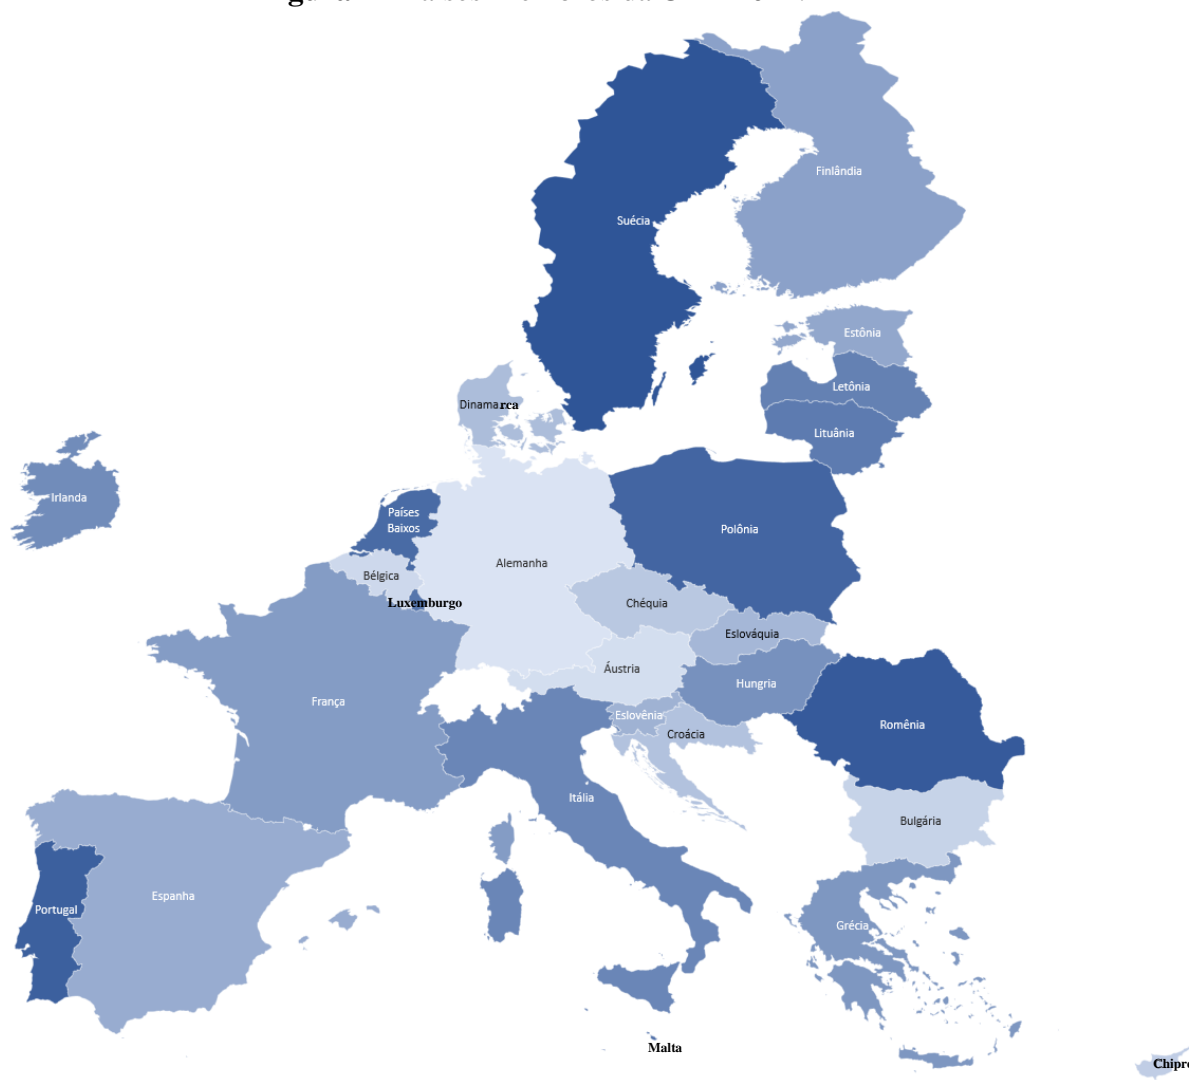 Finlândia
Suécia
Estônia
Letônia
Dinamarca
Lituânia
Irlanda
Países
Baixos
Polônia
Alemanha
Bélgica
Luxemburgo
Chéquia
Eslováquia
Áustria
Hungria
França
Eslovênia
Romênia
Croácia
Itália
Bulgária
Espanha
Portugal
Grécia
Malta
Chipre